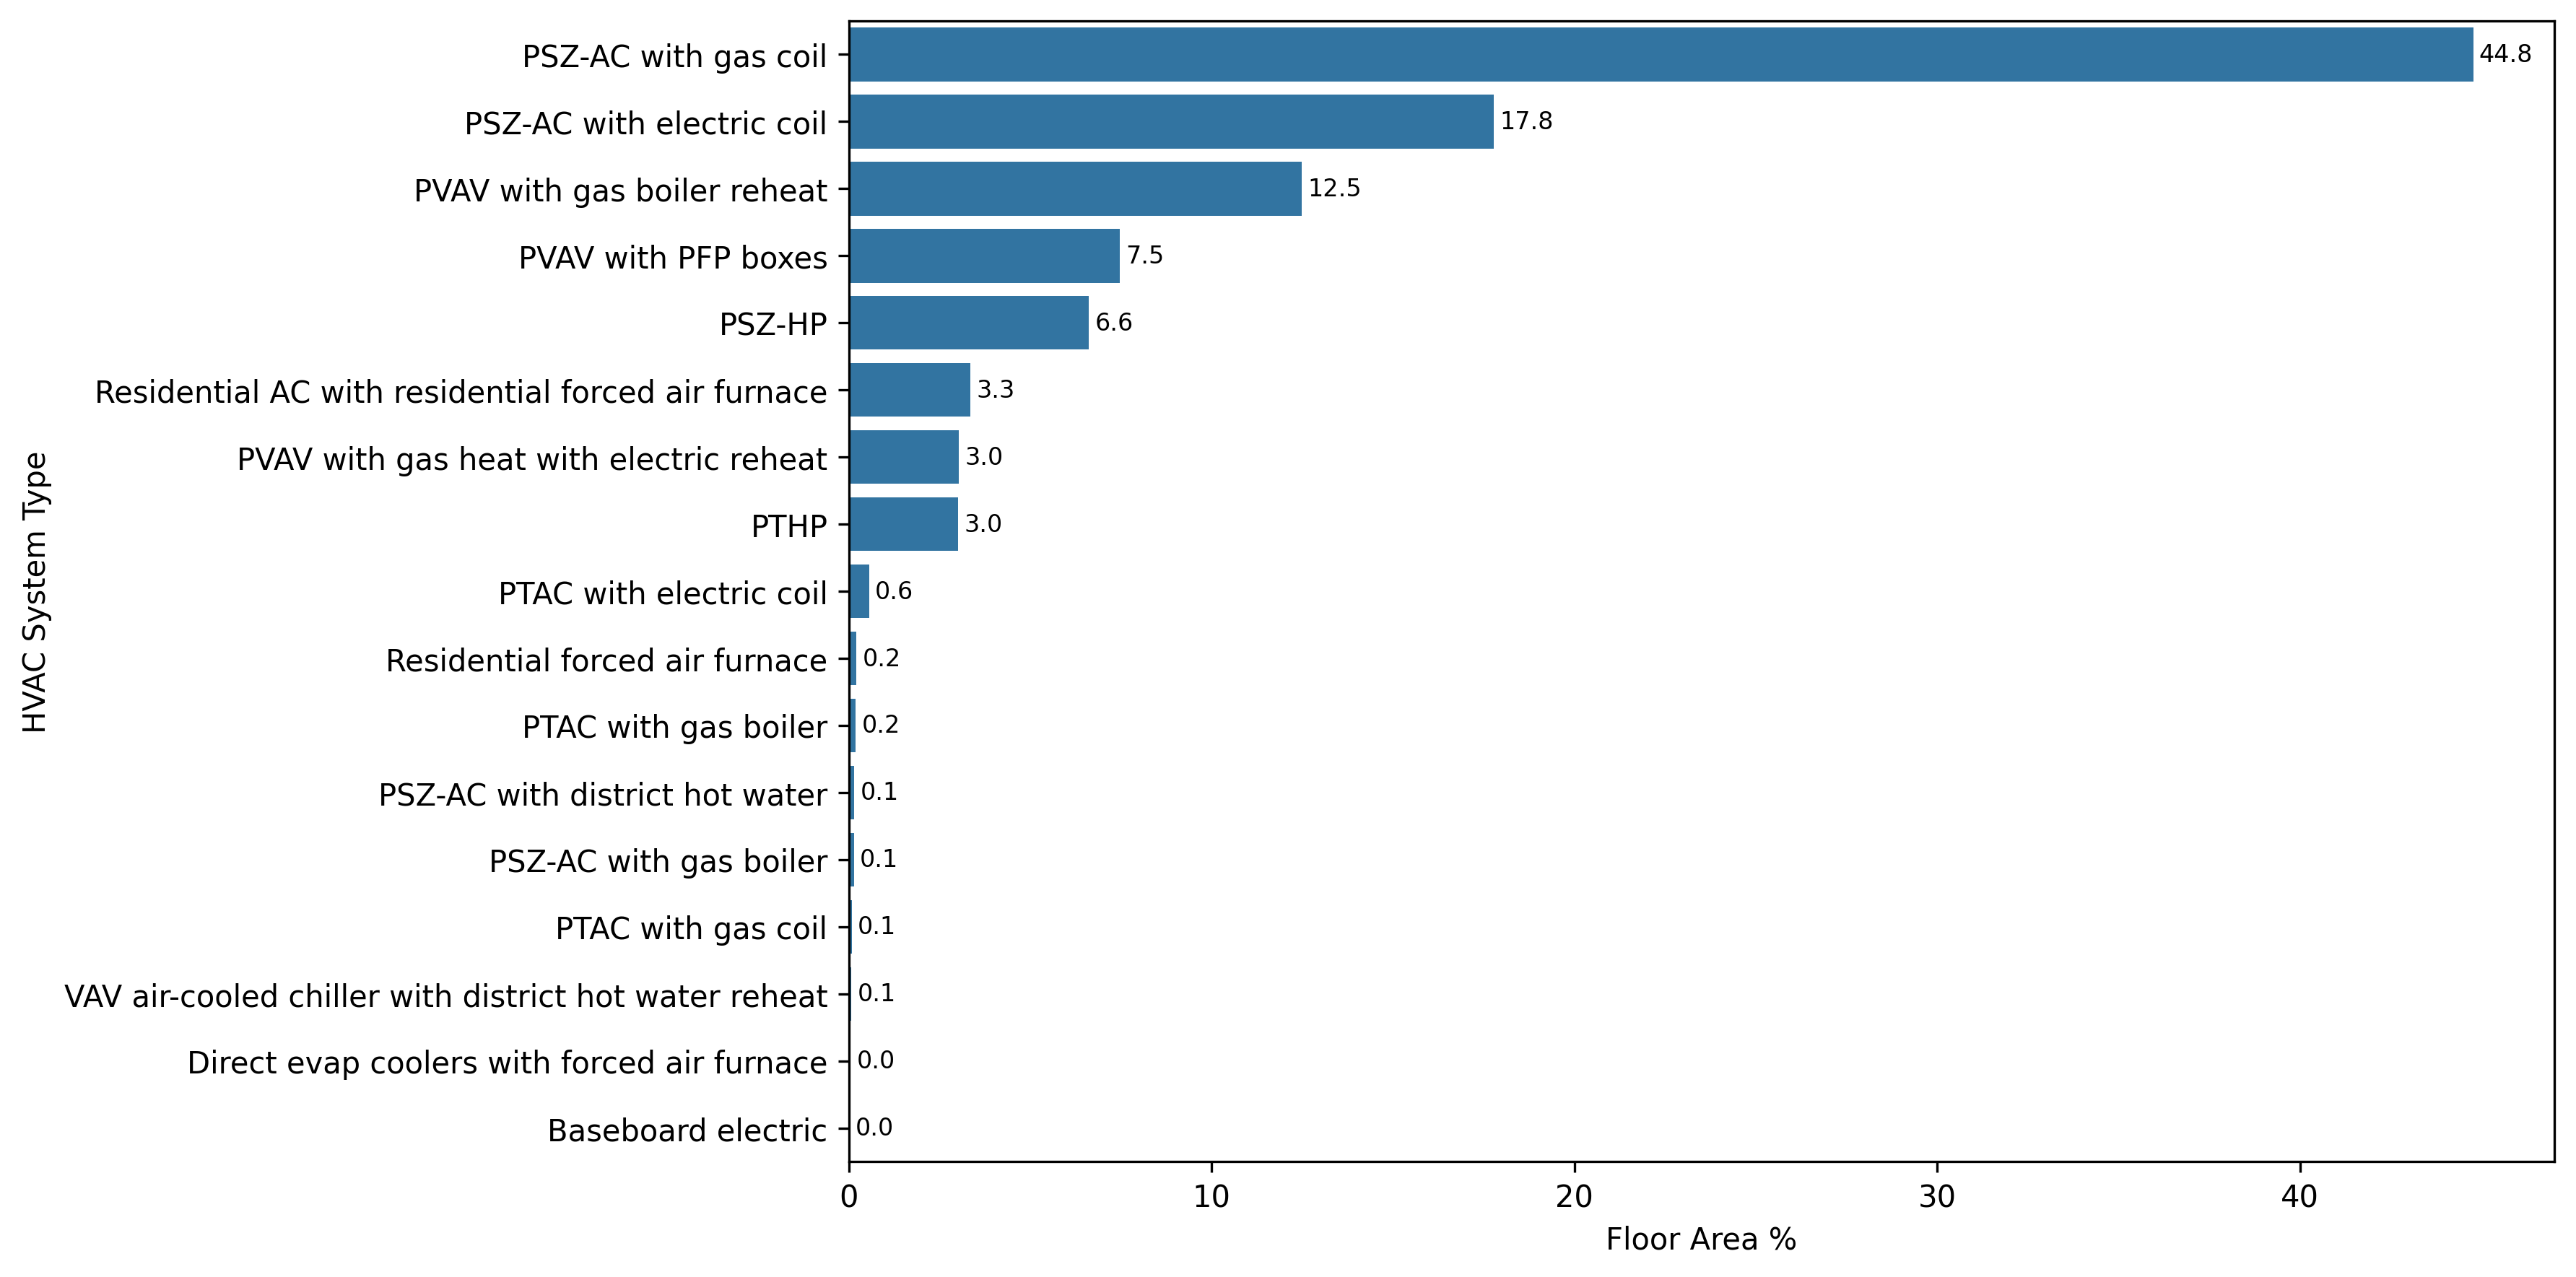 PSZ-AC with gas coil 44.8
PSZ-AC with electric coil 17.8
PVAV with gas boiler reheat 12.5
PVAV with PFP boxes 7.5
PSZ-HP 6.6
Residential AC with residential forced air furnace 3.3
PVAV with gas heat with electric reheat 3.0
PTHP 3.0
PTAC with electric coil 0.6
Residential forced air furnace 0.2
PTAC with gas boiler 0.2
PSZ-AC with district hot water 0.1
PSZ-AC with gas boiler 0.1
PTAC with gas coil 0.1
VAV air-cooled chiller with district hot water reheat 0.1
Direct evap coolers with forced air furnace 0.0
Baseboard electric 0.0
HVAC System Type
0 10 20 30 40
Floor Area %